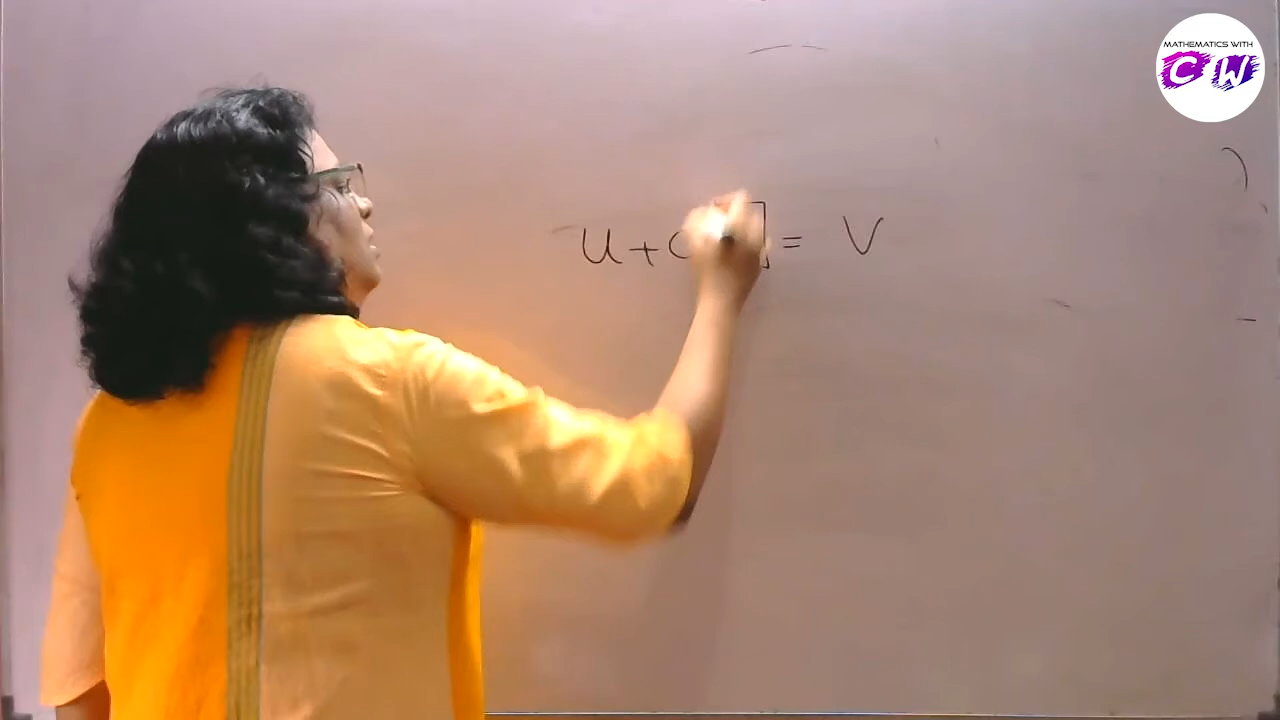 MATHEMATICS WITH
CW
u + c ] = v